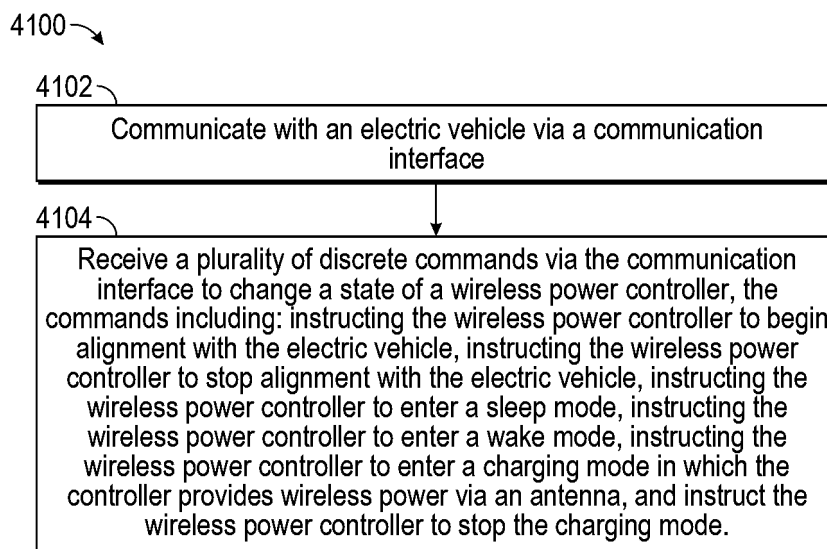 4100
4102
Communicate with an electric vehicle via a communication
interface
4104
Receive a plurality of discrete commands via the communication
interface to change a state of a wireless power controller, the
commands including: instructing the wireless power controller to begin
alignment with the electric vehicle, instructing the wireless power
controller to stop alignment with the electric vehicle, instructing the
wireless power controller to enter a sleep mode, instructing the
wireless power controller to enter a wake mode, instructing the
wireless power controller to enter a charging mode in which the
controller provides wireless power via an antenna, and instruct the
wireless power controller to stop the charging mode.